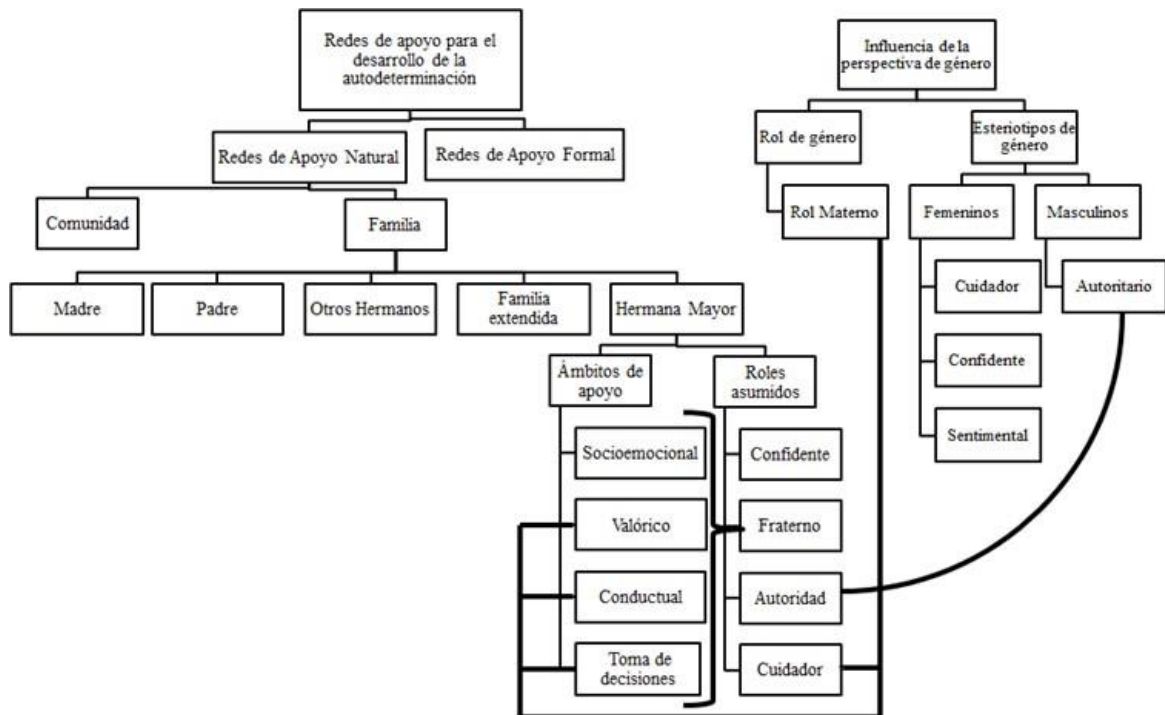 Redes de apoyo para el
desarrollo de la
autodeterminación
Redes de Apoyo Natural
Redes de Apoyo Formal
Comunidad
Familia
Madre
Padre
Otros Hermanos
Familia
extendida
Hermana Mayor
Ámbitos de
apoyo
Roles
asumidos
Socioemocional
Valórico
Conductual
Toma de
decisiones
Confidente
Fraterno
Autoridad
Cuidador
Influencia de la
perspectiva de género
Rol de género
Esteriotipos de
género
Rol Materno
Femeninos
Masculinos
Cuidador
Confidente
Sentimental
Autoritario